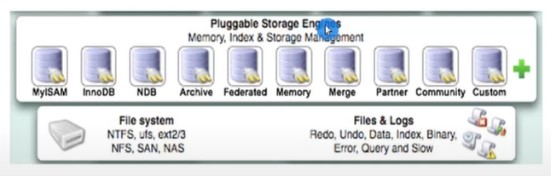 Pluggable Storage Engines
Memory, Index & Storage Management
MyISAM InnoDB NDB Archive Federated Memory Merge Partner Community Custom
File system
NTFS, ufs, ext2/3
NFS, SAN, NAS
Files & Logs
Redo, Undo, Data, Index, Binary,
Error, Query and Slow